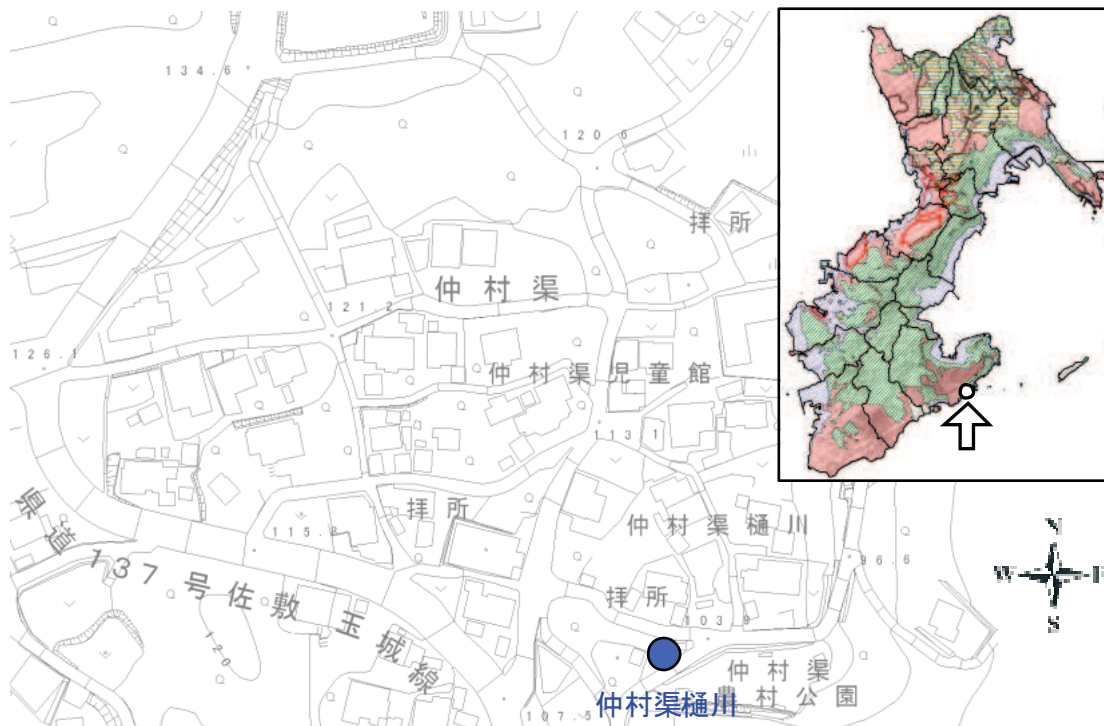 134.6
120.6
拝所
仲村渠
121.2
126.1
仲村渠児童館
113.1
拝所
115.2
仲村渠樋川
96.6
県道137号佐敷玉城線
拝所
103.9
120
仲村渠
農村公園
107.5
仲村渠樋川
N
W
E
S